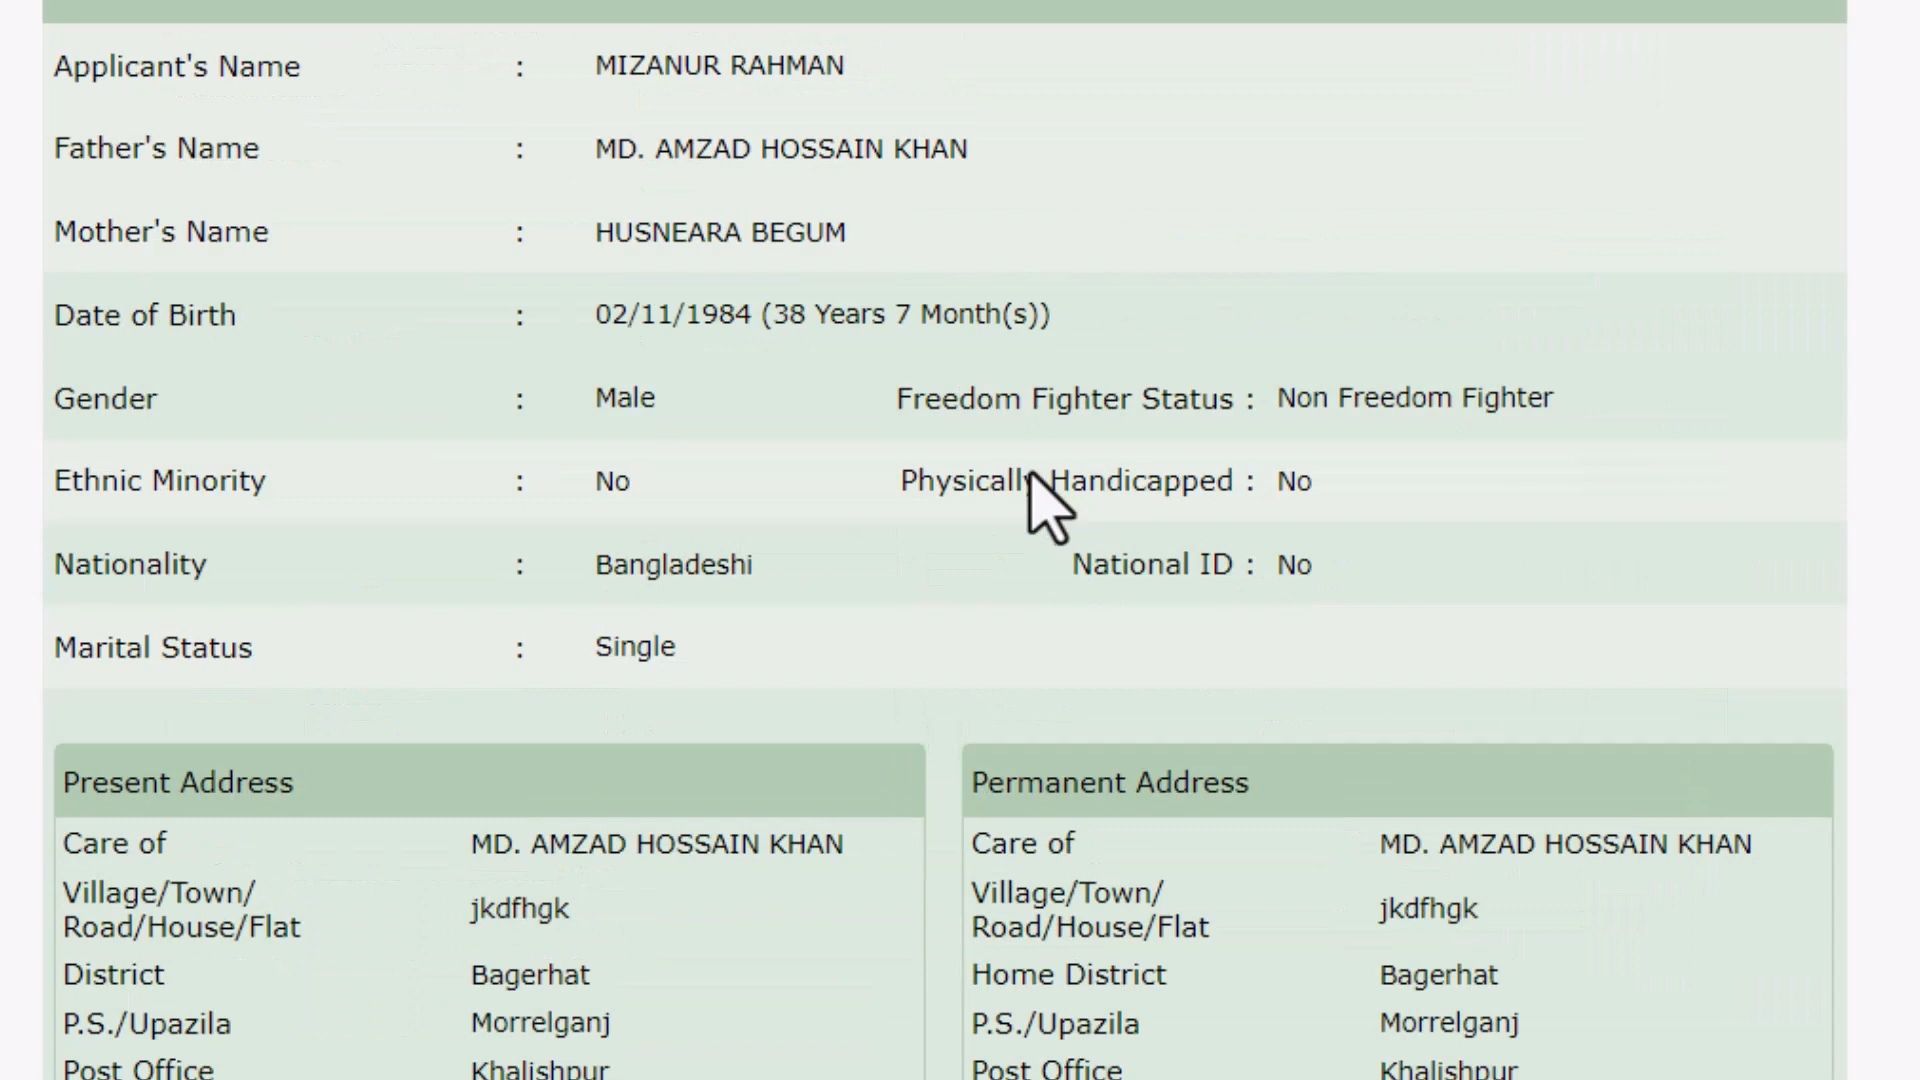 Applicant's Name : MIZANUR RAHMAN
Father's Name : MD. AMZAD HOSSAIN KHAN
Mother's Name : HUSNEARA BEGUM
Date of Birth : 02/11/1984 (38 Years 7 Month(s))
Gender : Male Freedom Fighter Status : Non Freedom Fighter
Ethnic Minority : No Physically Handicapped : No
Nationality : Bangladeshi National ID : No
Marital Status : Single
Present Address
Care of MD. AMZAD HOSSAIN KHAN
Village/Town/
Road/House/Flat jkdfhgk
District Bagerhat
P.S./Upazila Morrelganj
Post Office Khalishpur
Permanent Address
Care of MD. AMZAD HOSSAIN KHAN
Village/Town/
Road/House/Flat jkdfhgk
Home District Bagerhat
P.S./Upazila Morrelganj
Post Office Khalishpur